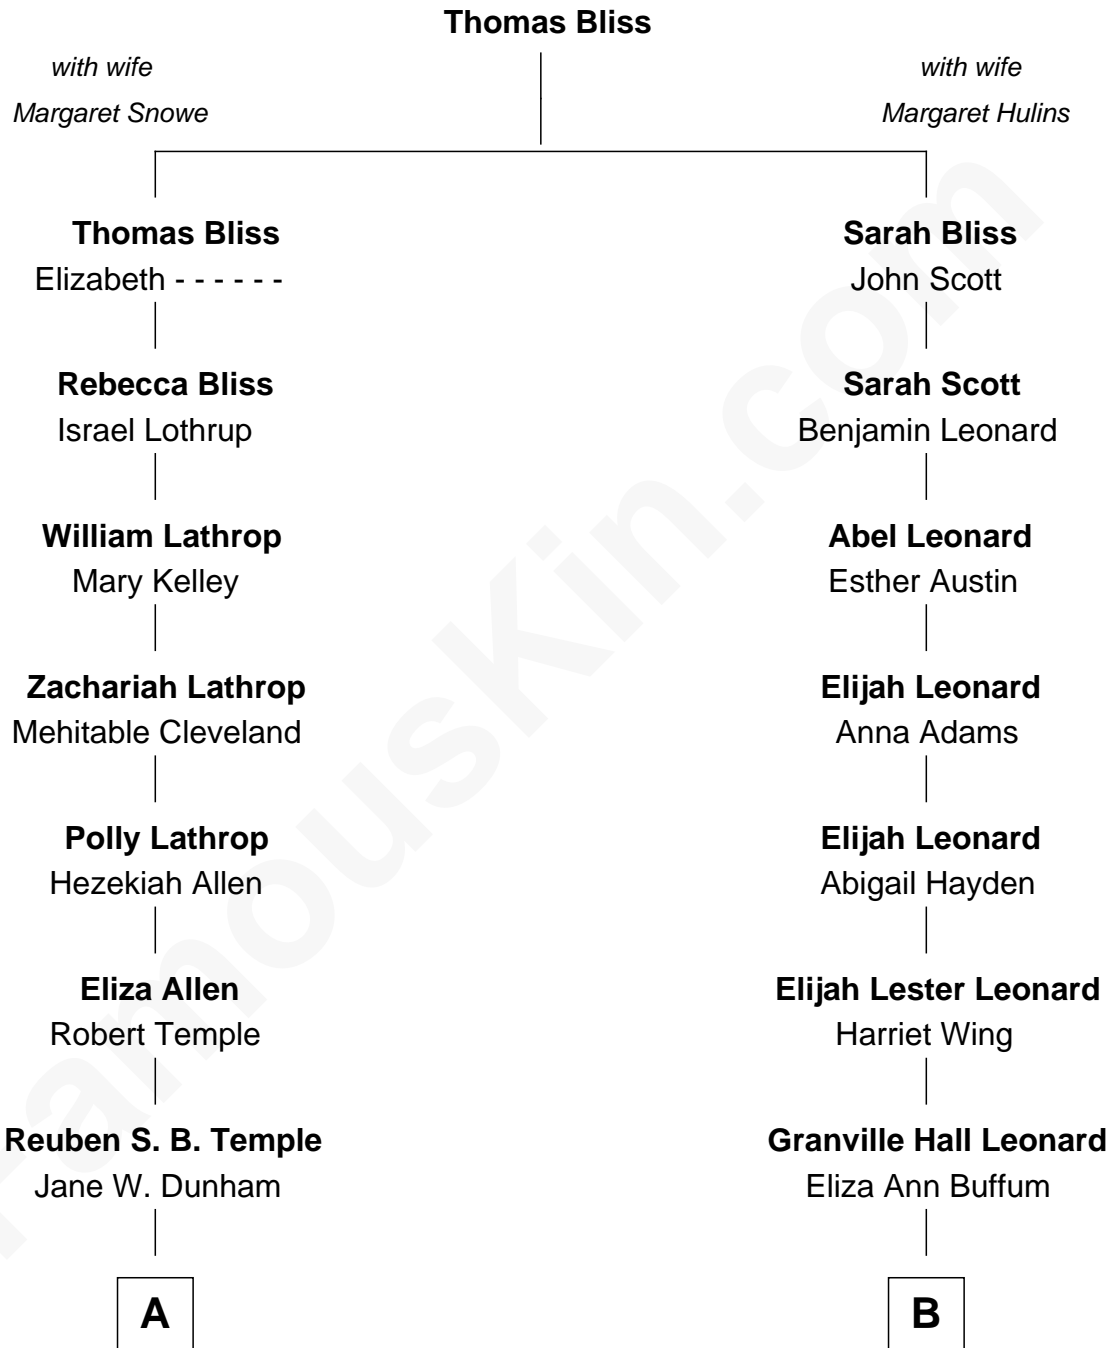 Thomas Bliss
with wife
Margaret Snowe
with wife
Margaret Hulins
Thomas Bliss
Elizabeth - - - - - -
Sarah Bliss
John Scott
Rebecca Bliss
Israel Lothrup
Sarah Scott
Benjamin Leonard
William Lathrop
Mary Kelley
Abel Leonard
Esther Austin
Zachariah Lathrop
Mehitable Cleveland
Elijah Leonard
Anna Adams
Polly Lathrop
Hezekiah Allen
Elijah Leonard
Abigail Hayden
Eliza Allen
Robert Temple
Elijah Lester Leonard
Harriet Wing
Reuben S. B. Temple
Jane W. Dunham
Granville Hall Leonard
Eliza Ann Buffum
A
B
FamousKin.com